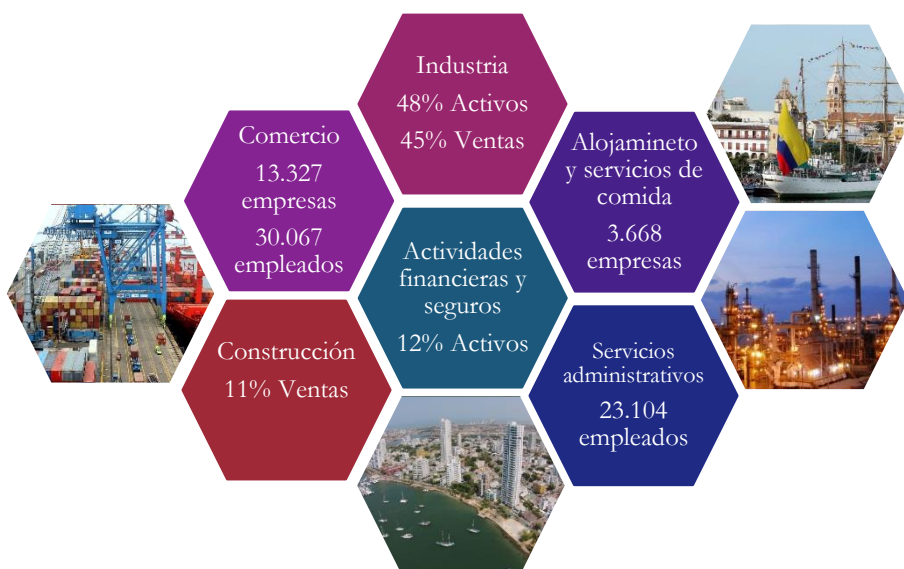 Industria
48% Activos
45% Ventas
Comercio
13.327
empresas
30.067
empleados
Alojamineto
y servicios de
comida
3.668
empresas
Actividades
financieras y
seguros
12% Activos
Construcción
11% Ventas
Servicios
administrativos
23.104
empleados